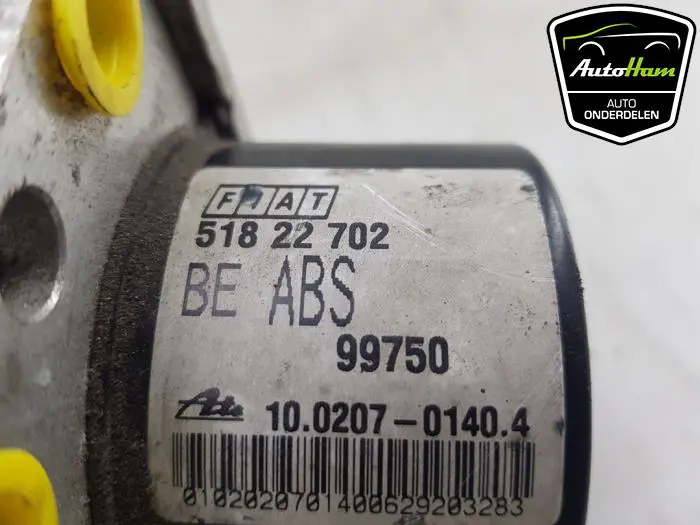 AutoHam
AUTO
ONDERDELEN
FIAT
518 22 702
BE ABS
99750
Ate 10.0207-0140.4
0102020701400629203283